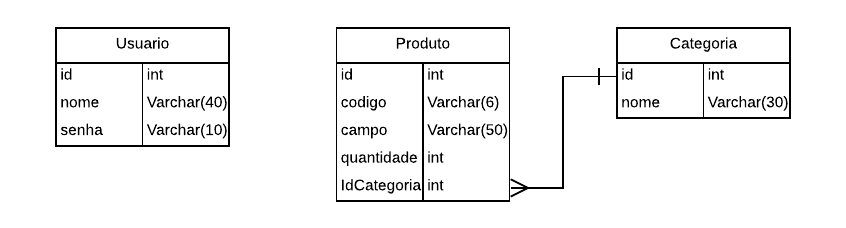 Usuario
id int
nome Varchar(40)
senha Varchar(10)
Produto
id int
codigo Varchar(6)
campo Varchar(50)
quantidade int
IdCategoria int
Categoria
id int
nome Varchar(30)